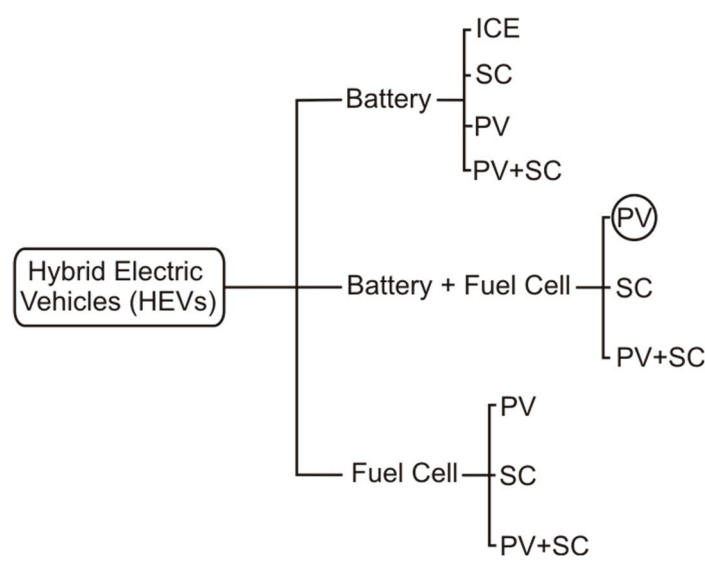 Hybrid Electric
Vehicles (HEVs)
Battery
ICE
SC
PV
PV+SC
Battery + Fuel Cell
PV
SC
PV+SC
Fuel Cell
PV
SC
PV+SC